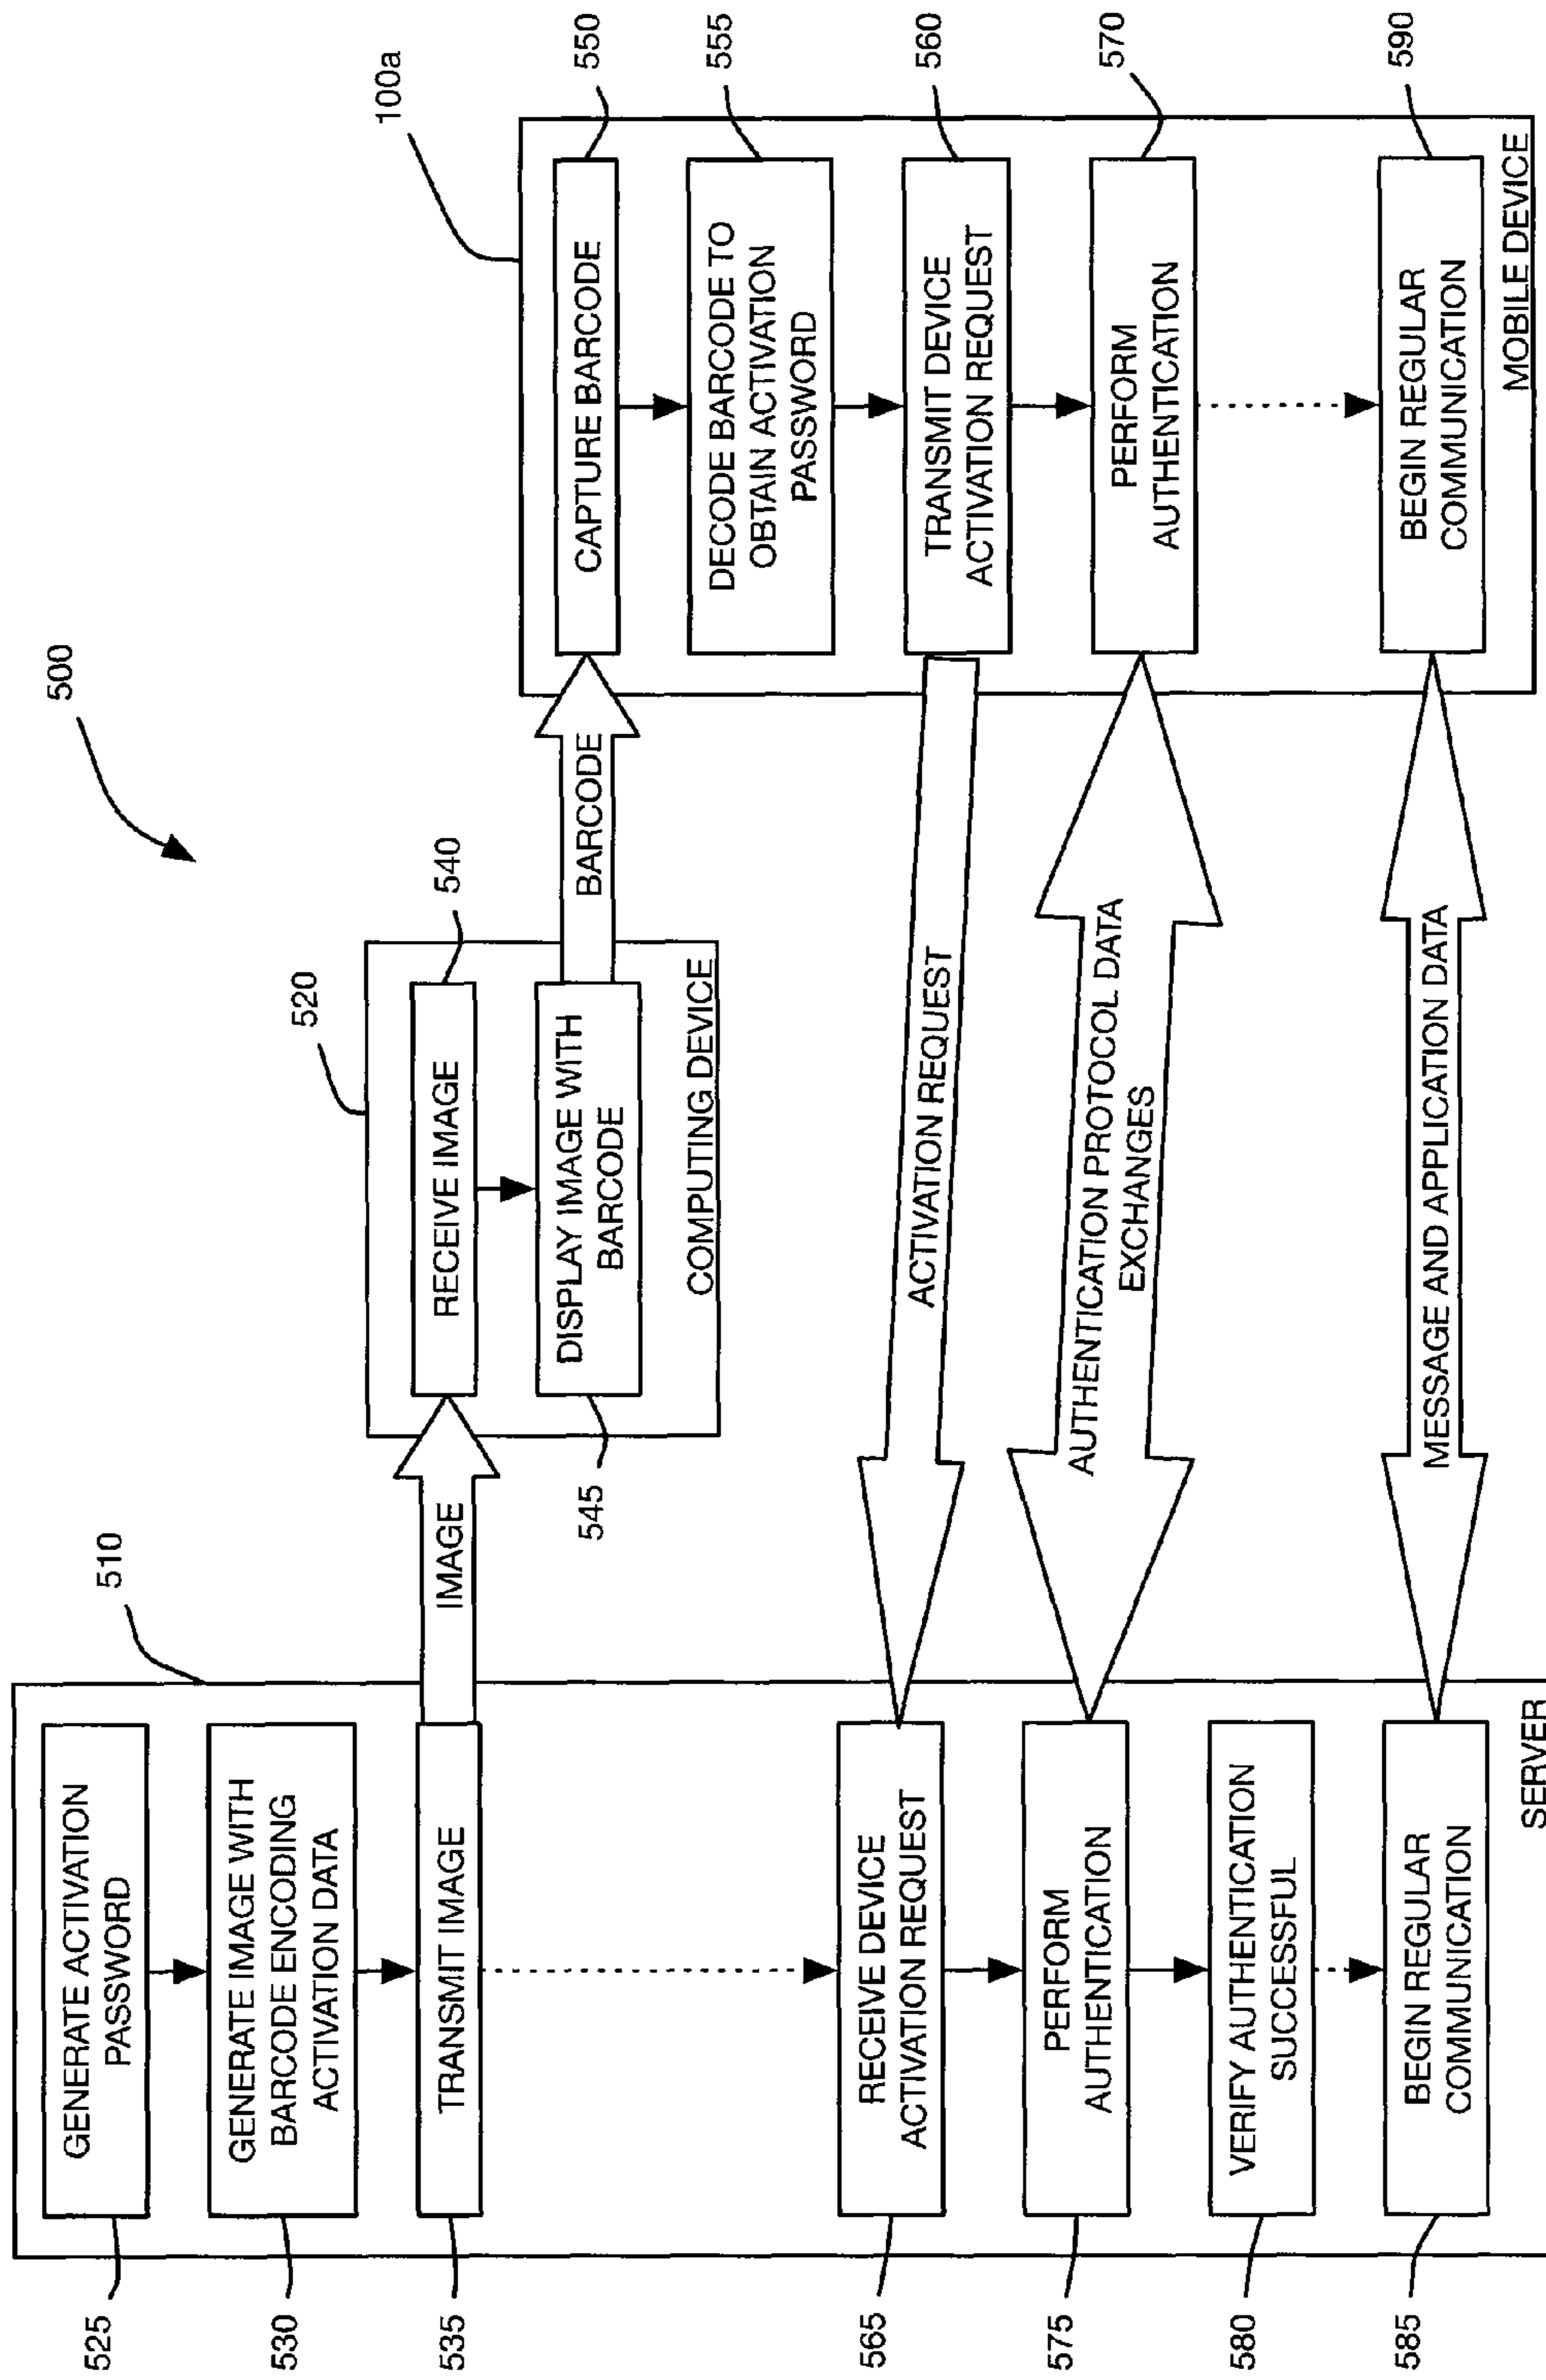 500
510
525
GENERATE ACTIVATION
PASSWORD
530
GENERATE IMAGE WITH
BARCODE ENCODING
ACTIVATION DATA
535
TRANSMIT IMAGE
IMAGE
520
540
RECEIVE IMAGE
545
DISPLAY IMAGE WITH
BARCODE
COMPUTING DEVICE
BARCODE
100a
550
CAPTURE BARCODE
555
DECODE BARCODE TO
OBTAIN ACTIVATION
PASSWORD
560
TRANSMIT DEVICE
ACTIVATION REQUEST
ACTIVATION REQUEST
565
RECEIVE DEVICE
ACTIVATION REQUEST
570
PERFORM
AUTHENTICATION
AUTHENTICATION PROTOCOL DATA
EXCHANGES
575
PERFORM
AUTHENTICATION
580
VERIFY AUTHENTICATION
SUCCESSFUL
585
BEGIN REGULAR
COMMUNICATION
MESSAGE AND APPLICATION DATA
590
BEGIN REGULAR
COMMUNICATION
MOBILE DEVICE
SERVER